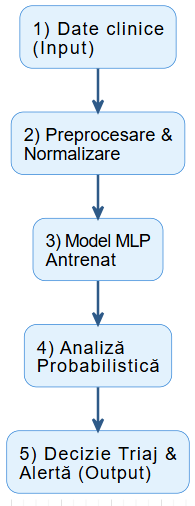 1) Date clinice
(Input)
2) Preprocesare &
Normalizare
3) Model MLP
Antrenat
4) Analiză
Probabilistică
5) Decizie Triaj &
Alertă (Output)